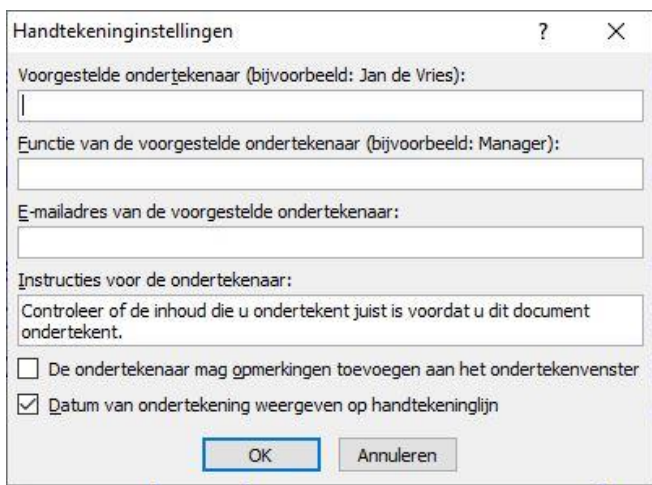 Handtekeninginstellingen ?
Voorgestelde ondertekenaar (bijvoorbeeld: Jan de Vries):
Functie van de voorgestelde ondertekenaar (bijvoorbeeld: Manager):
E-mailadres van de voorgestelde ondertekenaar:
Instructies voor de ondertekenaar:
Controleer of de inhoud die u ondertekent juist is voordat u dit document
ondertekent.
De ondertekenaar mag opmerkingen toevoegen aan het ondertekenvenster
Datum van ondertekening weergeven op handtekeninglijn
OK Annuleren